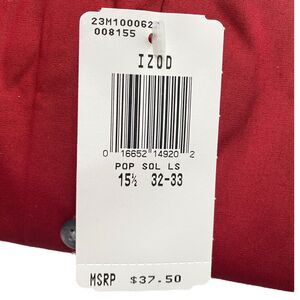 23M100062
008155
IZOD
0 16652 14920 2
POP SOL LS
15½ 32-33
MSRP $37.50